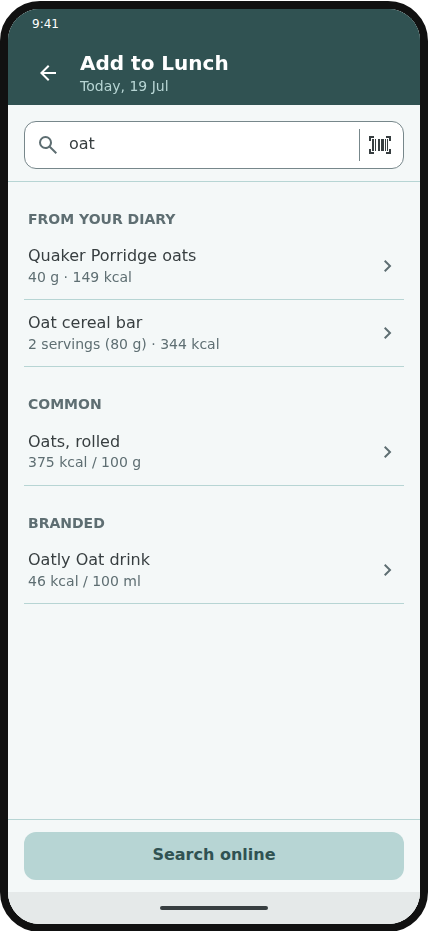 9:41
Add to Lunch
Today, 19 Jul
oat
FROM YOUR DIARY
Quaker Porridge oats
40 g · 149 kcal
Oat cereal bar
2 servings (80 g) · 344 kcal
COMMON
Oats, rolled
375 kcal / 100 g
BRANDED
Oatly Oat drink
46 kcal / 100 ml
Search online